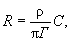 R = ρ/(πΓ) C,